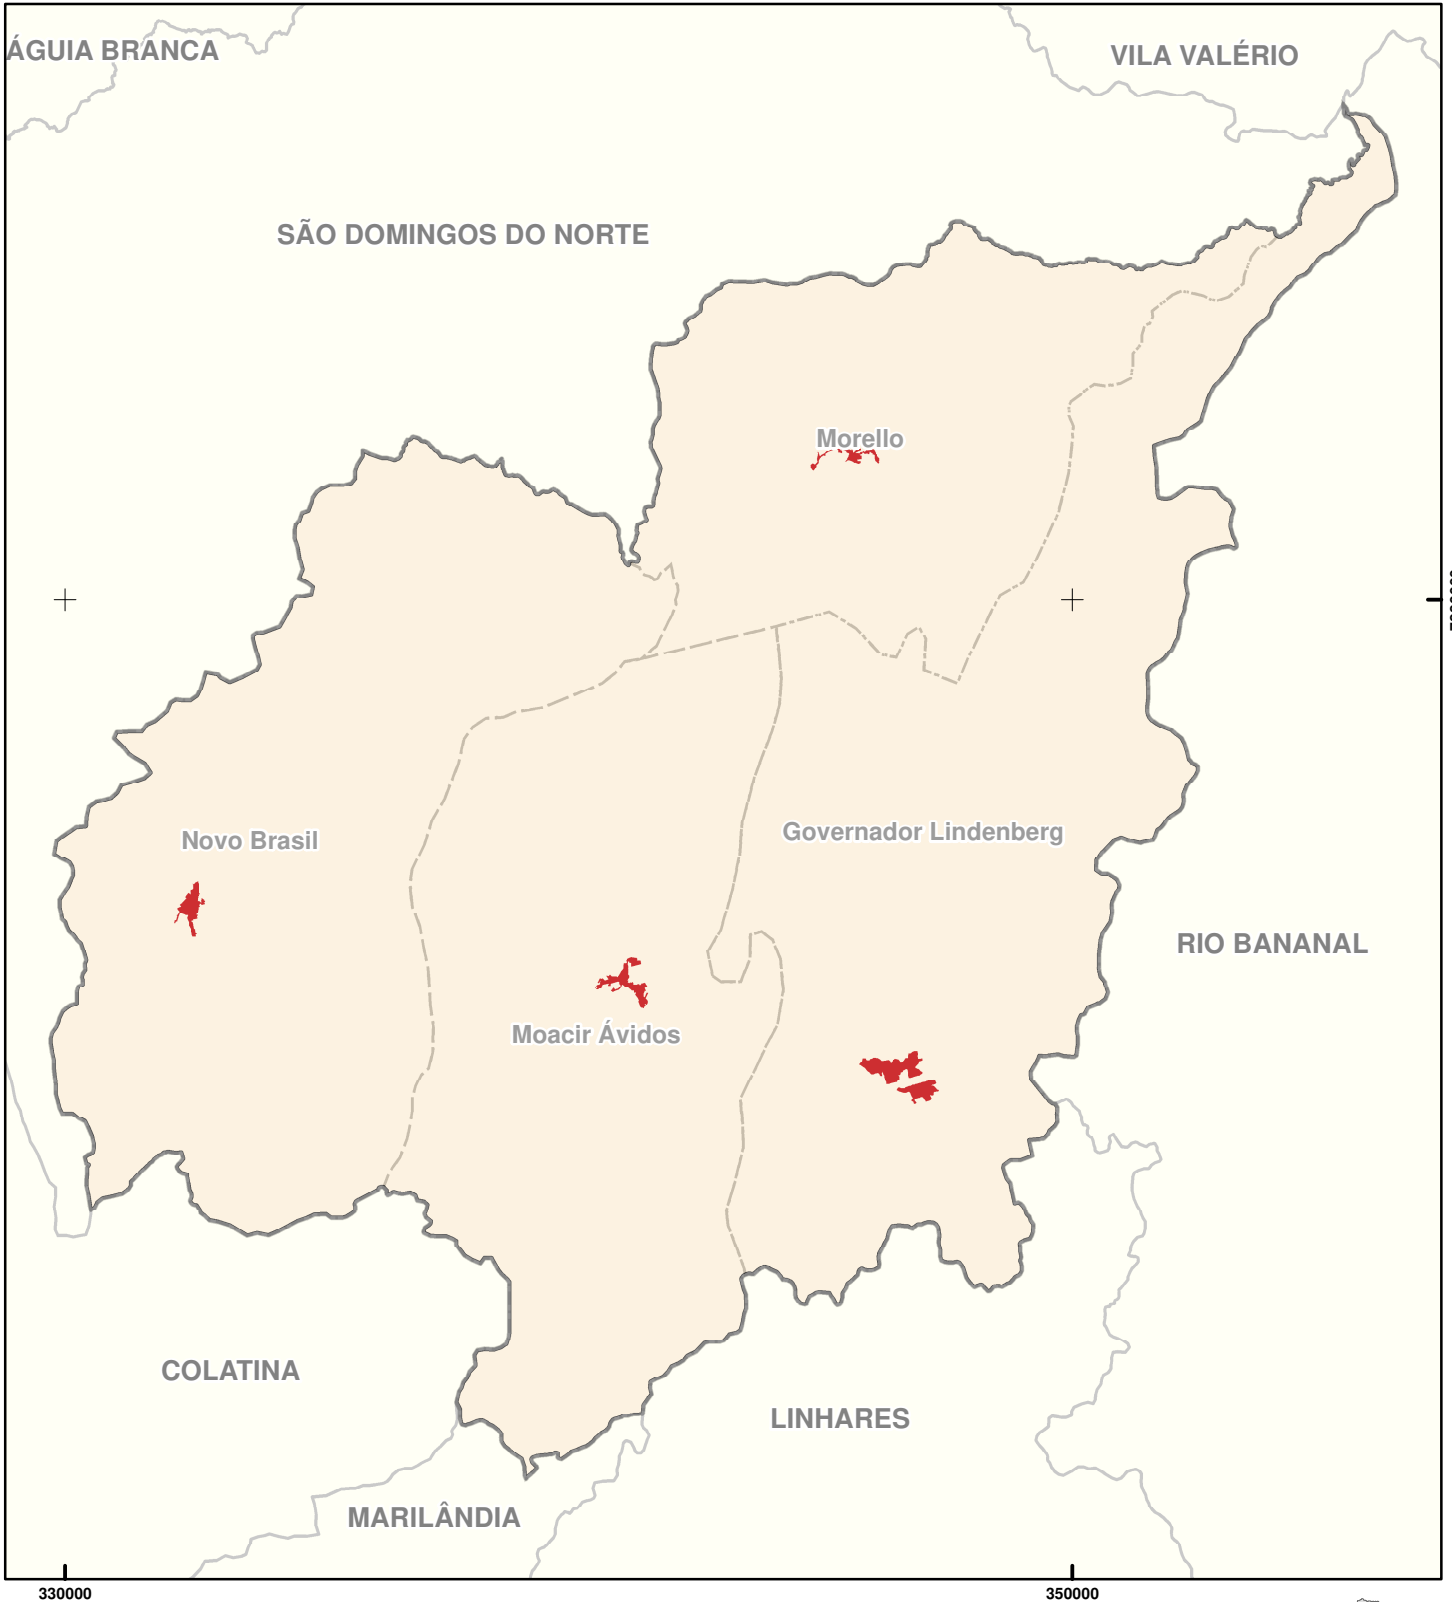 ÁGUIA BRANCA
VILA VALÉRIO
SÃO DOMINGOS DO NORTE
Morello
Novo Brasil
Governador Lindenberg
RIO BANANAL
Moacir Ávidos
COLATINA
LINHARES
MARILÂNDIA
330000
350000